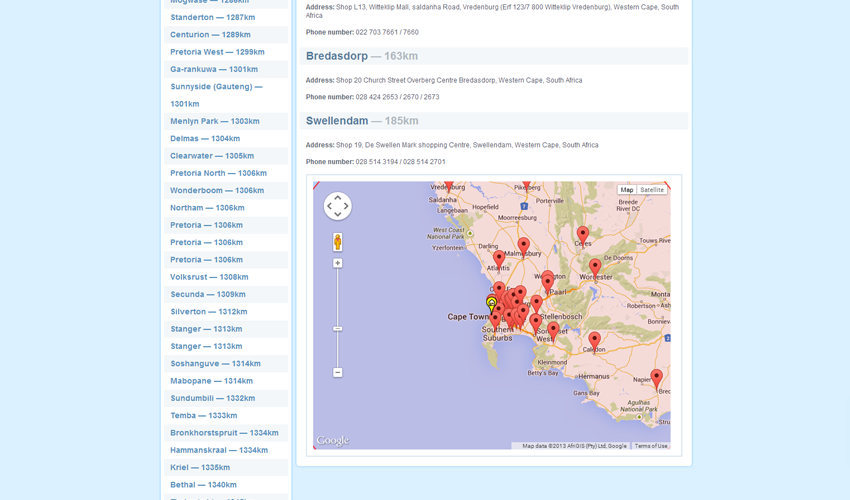 Mogwase — 1286km
Standerton — 1287km
Centurion — 1289km
Pretoria West — 1299km
Ga-rankuwa — 1301km
Sunnyside (Gauteng) —
1301km
Menlyn Park — 1303km
Delmas — 1304km
Clearwater — 1305km
Pretoria North — 1306km
Wonderboom — 1306km
Northam — 1306km
Pretoria — 1306km
Pretoria — 1306km
Pretoria — 1306km
Volksrust — 1308km
Secunda — 1309km
Silverton — 1312km
Stanger — 1313km
Stanger — 1313km
Soshanguve — 1314km
Mabopane — 1314km
Sundumbili — 1332km
Temba — 1333km
Bronkhorstspruit — 1334km
Hammanskraal — 1334km
Kriel — 1335km
Bethal — 1340km
Address: Shop L13, Witteklip Mall, saldanha Road, Vredenburg (Erf 123/7 800 Witteklip Vredenburg), Western Cape, South
Africa
Phone number: 022 703 7661 / 7660
Bredasdorp — 163km
Address: Shop 20 Church Street Overberg Centre Bredasdorp, Western Cape, South Africa
Phone number: 028 424 2653 / 2670 / 2673
Swellendam — 185km
Address: Shop 19, De Swellen Mark shopping Centre, Swellendam, Western Cape, South Africa
Phone number: 028 514 3194 / 028 514 2701
Map Satellite
Saldanha
Langebaan
Hopefield
Porterville
Moorreesburg
7
Breede
River DC
West Coast
National Park
Yzerfontein
Darling
Malmesbury
Ceres
Touws Riv
De Doorns
Atlantis
Worcester
Paarl
Robertson
Cape Town
Stellenbosch
Southern
Suburbs
West
Caledon
Kleinmond
Betty's Bay
Hermanus
Gans Bay
Napier
Agulhas
National Park
Google
Map data ©2013 AfriGIS (Pty) Ltd, Google
Terms of Use